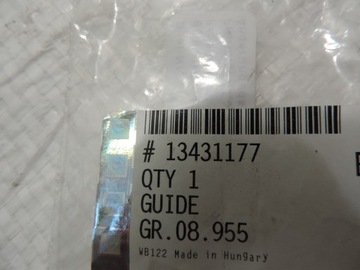 # 13431177
QTY 1
GUIDE
GR.08.955
WB122 Made in Hungary